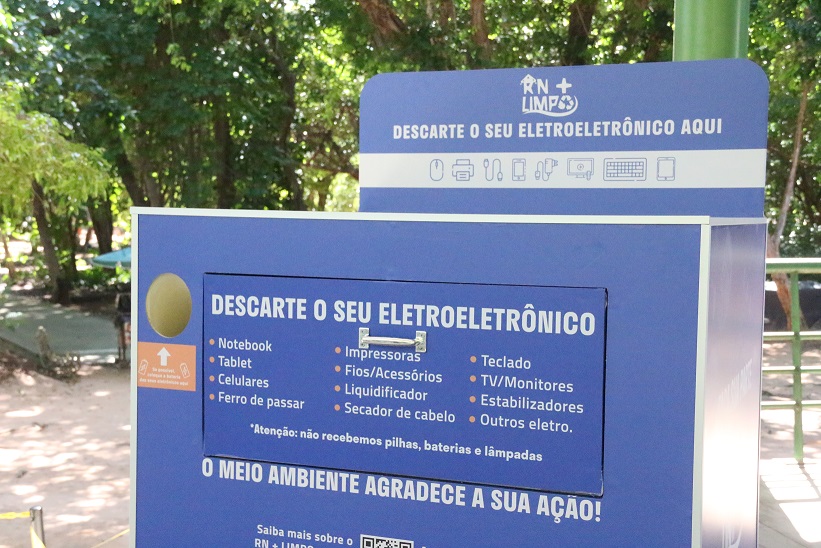 RN +
LIMPO
DESCARTE O SEU ELETROELETRÔNICO AQUI
DESCARTE O SEU ELETROELETRÔNICO
• Notebook
• Tablet
• Celulares
• Ferro de passar
• Impressoras
• Fios/Acessórios
• Liquidificador
• Secador de cabelo
• Teclado
• TV/Monitores
• Estabilizadores
• Outros eletro.
*Atenção: não recebemos pilhas, baterias e lâmpadas
O MEIO AMBIENTE AGRADECE A SUA AÇÃO!
Saiba mais sobre o
RN + LIMPO